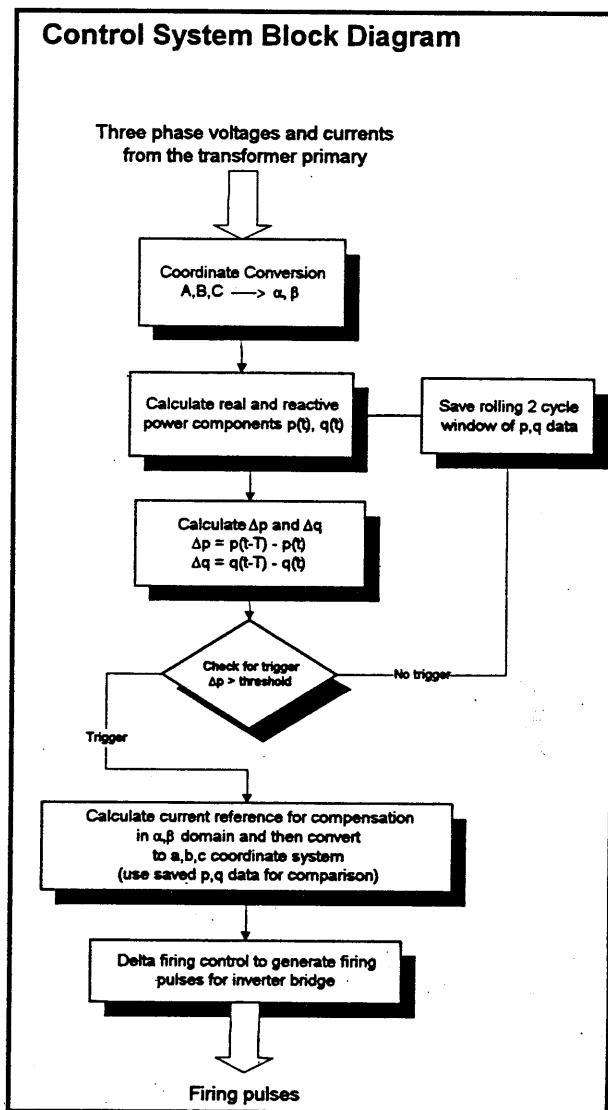 Control System Block Diagram
Three phase voltages and currents
from the transformer primary
Coordinate Conversion
A,B,C ——> α, β
Calculate real and reactive
power components p(t), q(t)
Save rolling 2 cycle
window of p,q data
Calculate Δp and Δq
Δp = p(t-T) - p(t)
Δq = q(t-T) - q(t)
Check for trigger
Δp > threshold
No trigger
Trigger
Calculate current reference for compensation
in α,β domain and then convert
to a,b,c coordinate system
(use saved p,q data for comparison)
Delta firing control to generate firing
pulses for inverter bridge
Firing pulses